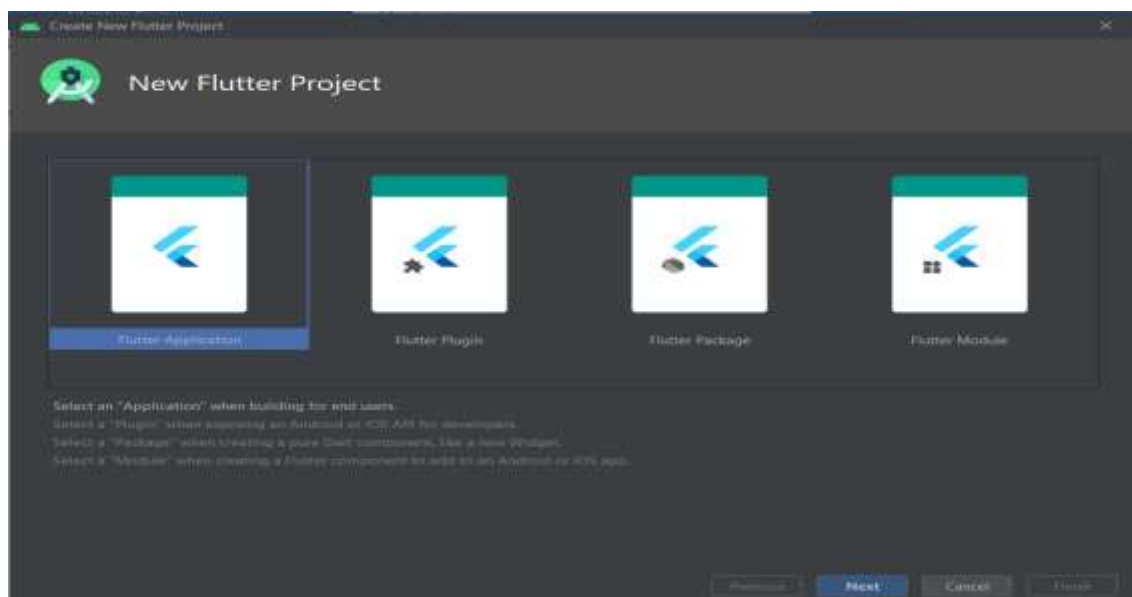 Create New Flutter Project
New Flutter Project
Flutter Application
Flutter Plugin
Flutter Package
Flutter Module
Select an "Application" when building for end users.
Select a "Plugin" when exposing an Android or iOS API for developers.
Select a "Package" when creating a pure Dart component, like a new Widget.
Select a "Module" when creating a Flutter component to add to an Android or iOS app.
Previous
Next
Cancel
Finish